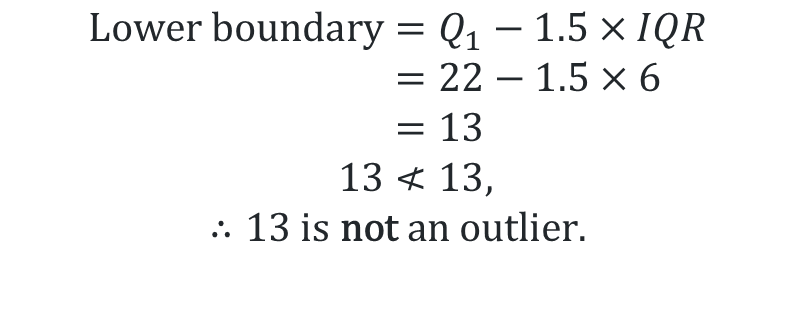 Lower boundary = Q₁ − 1.5 × IQR
= 22 − 1.5 × 6
= 13
13 ≮ 13,
∴ 13 is not an outlier.